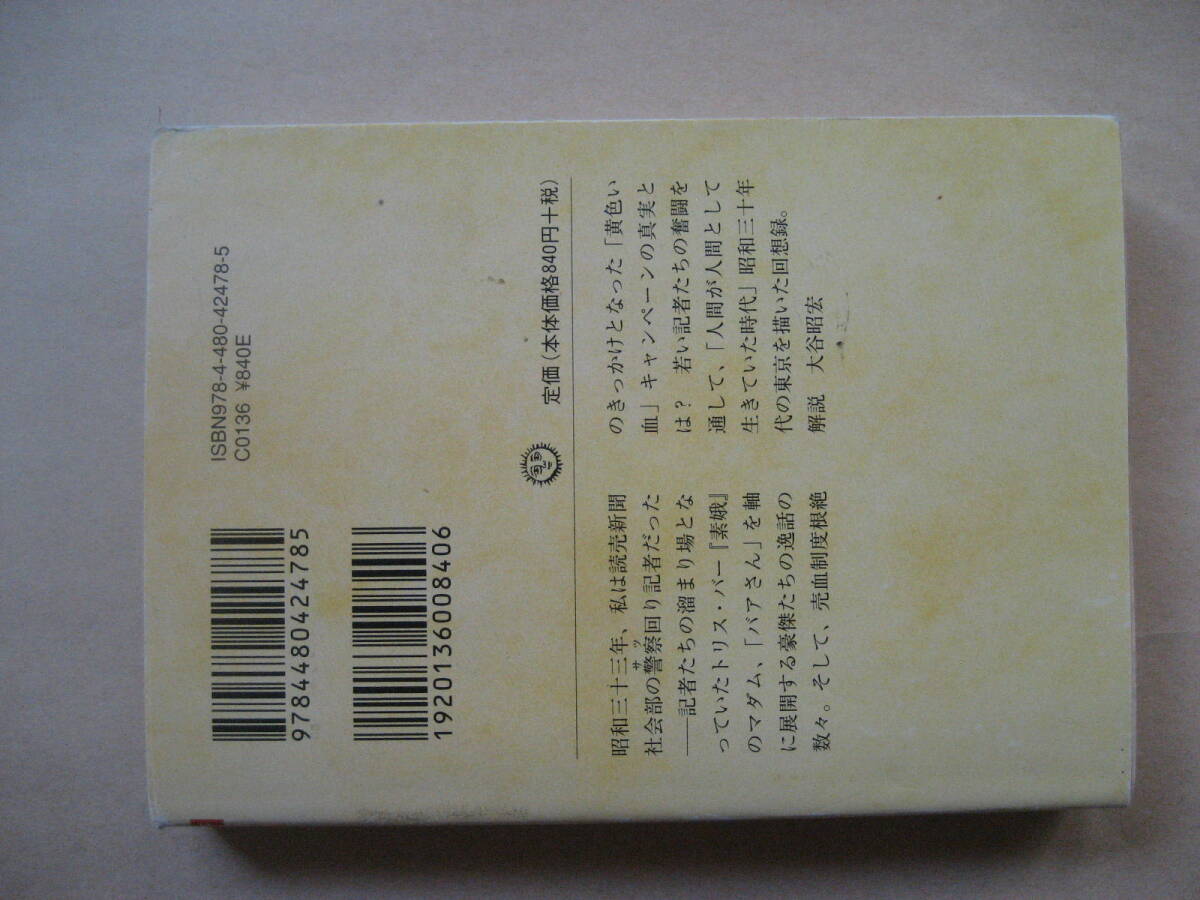 ISBN978-4-480-42478-5
C0136 ¥840E
9784480424785
1920136008406
定価(本体価格840円+税)
昭和三十三年、私は読売新聞
社会部の警察回り記者だった
サツ
――記者たちの溜まり場とな
っていたトリス・バー『素娥』
のマダム、「バアさん」を軸
に展開する豪傑たちの逸話の
数々。そして、売血制度根絶
のきっかけとなった「黄色い
血」キャンペーンの真実と
は? 若い記者たちの奮闘を
通して、「人間が人間として
生きていた時代」昭和三十年
代の東京を描いた回想録。
解説 大谷昭宏